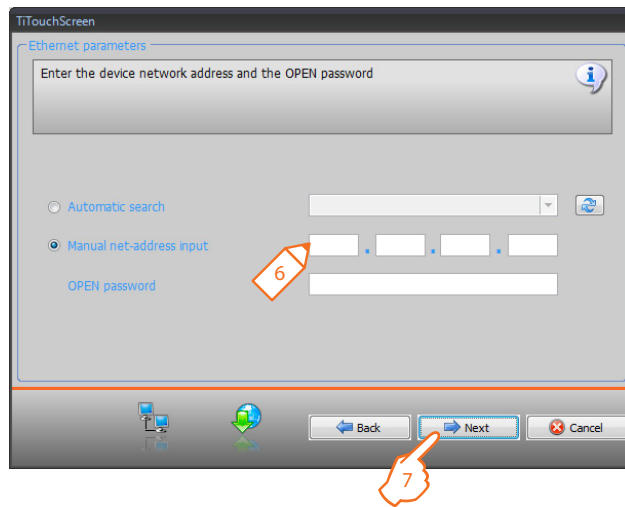 TiTouchScreen
Ethernet parameters
Enter the device network address and the OPEN password
Automatic search
Manual net-address input
. . .
6
OPEN password
Back Next Cancel
7